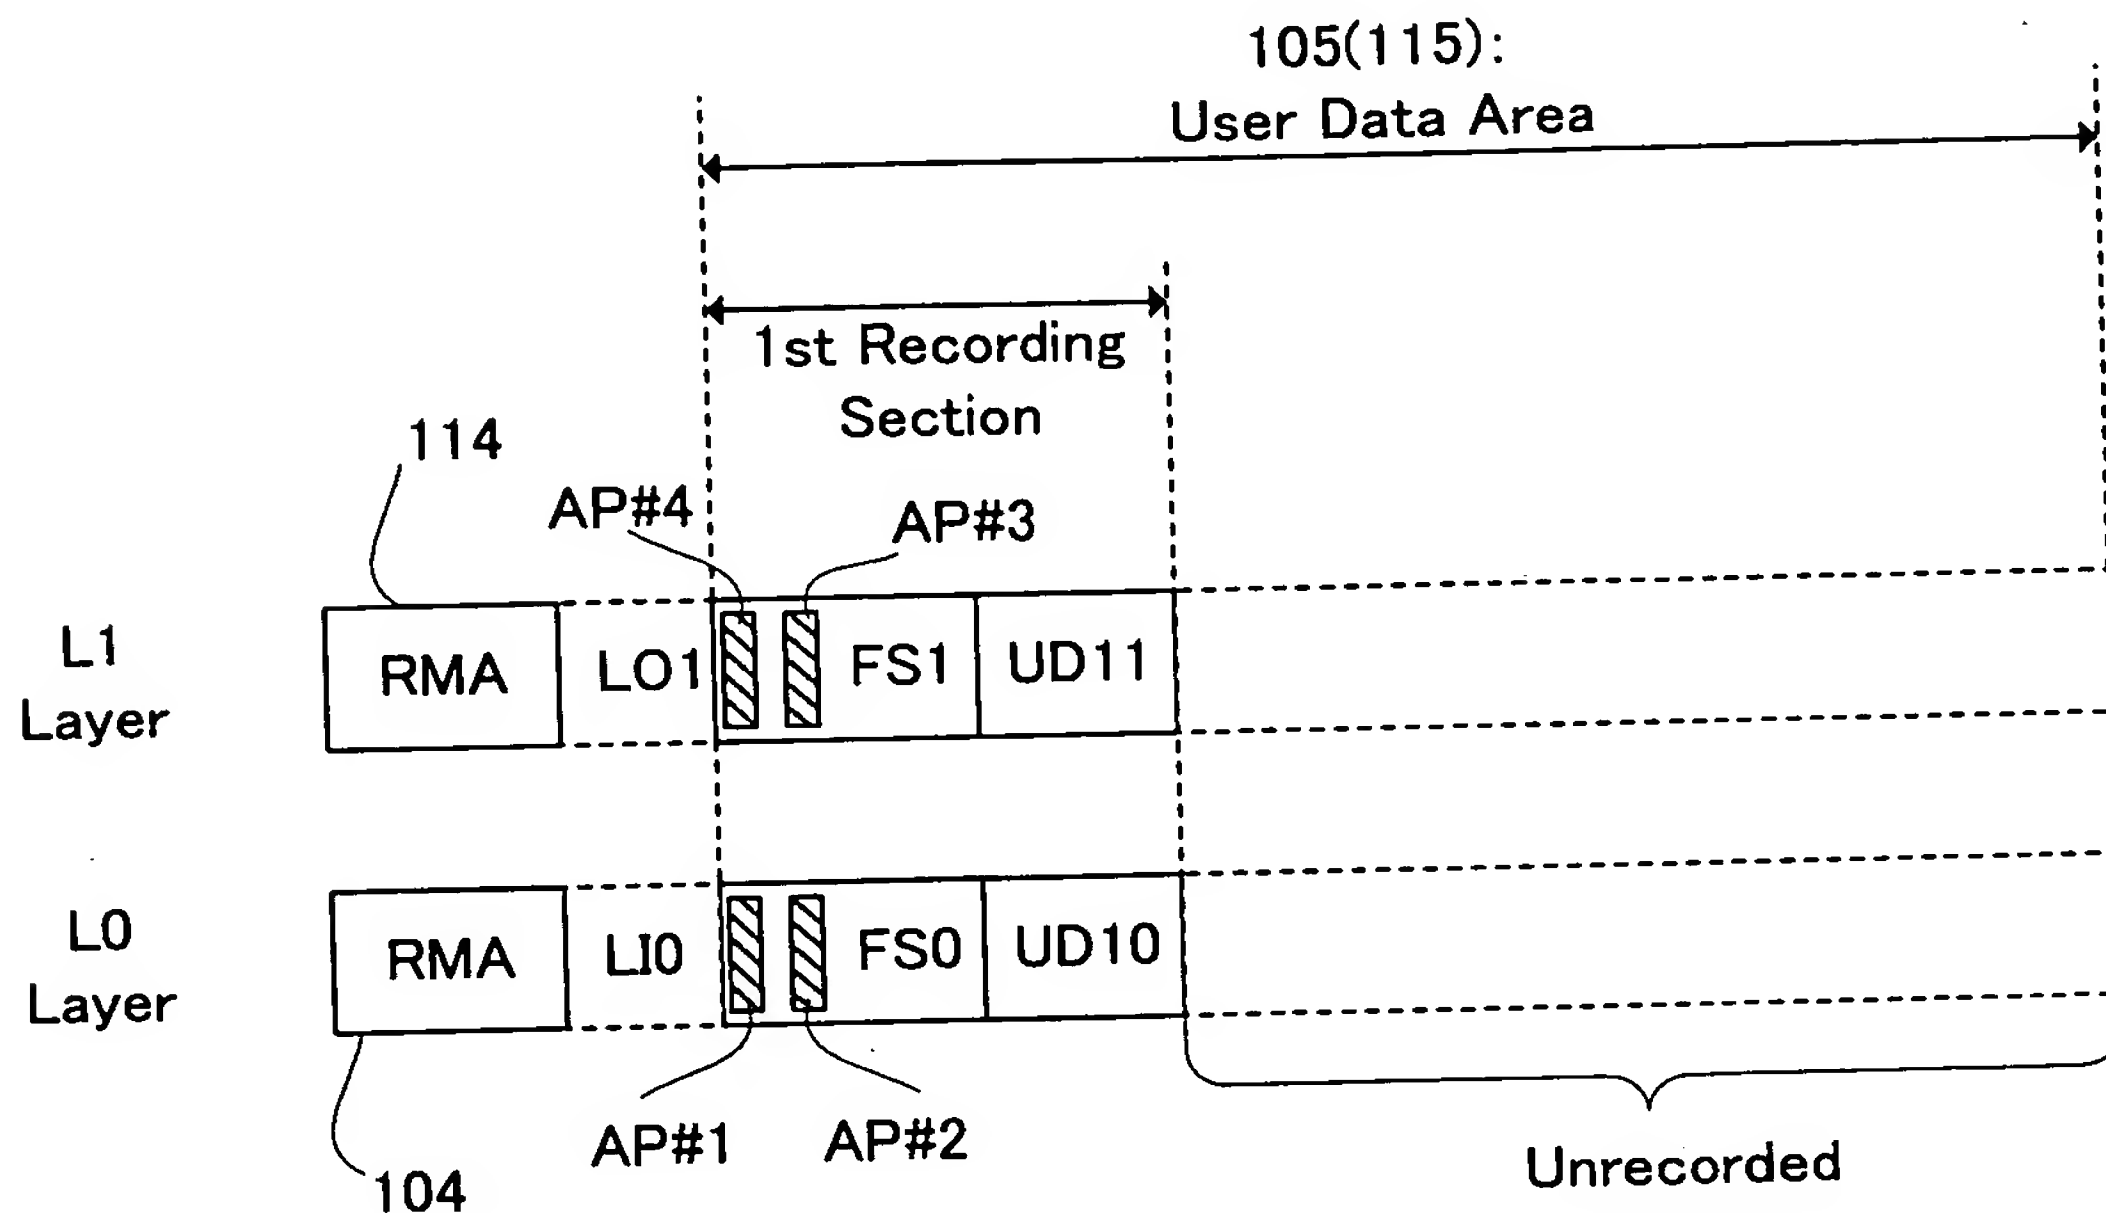 105(115):
User Data Area
1st Recording
Section
114
AP#4
AP#3
L1
Layer
RMA
LO1
FS1
UD11
L0
Layer
RMA
LI0
FS0
UD10
AP#1
AP#2
104
Unrecorded